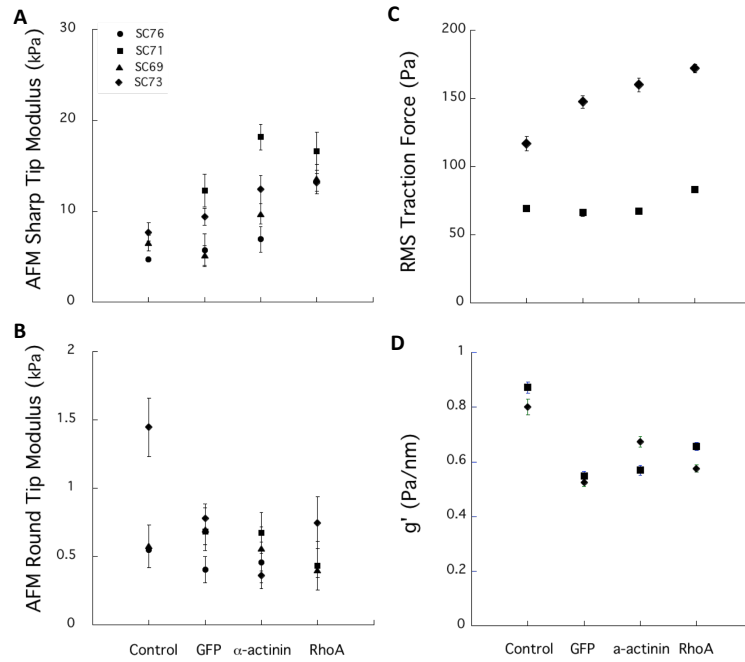 A
AFM Sharp Tip Modulus (kPa)
30
20
10
0
SC76
SC71
SC69
SC73
B
AFM Round Tip Modulus (kPa)
2
1.5
1
0.5
0
Control GFP α-actinin RhoA
C
RMS Traction Force (Pa)
200
150
100
50
0
D
g' (Pa/nm)
1
0.8
0.6
0.4
0.2
0
Control GFP a-actinin RhoA